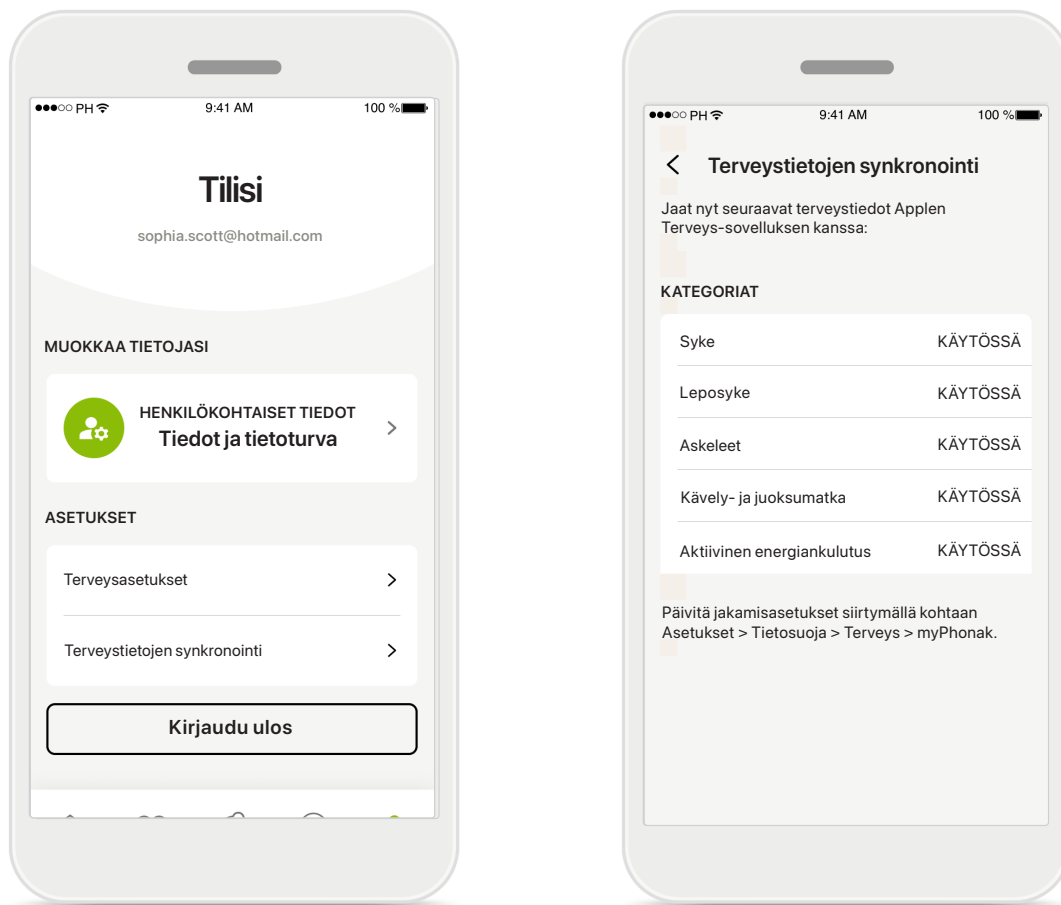 PH
9:41 AM
100 %
Tilisi
sophia.scott@hotmail.com
MUOKKAA TIETOJASI
HENKILÖKOHTAISET TIEDOT
Tiedot ja tietoturva
ASETUKSET
Terveysasetukset
Terveystietojen synkronointi
Kirjaudu ulos
PH
9:41 AM
100 %
Terveystietojen synkronointi
Jaat nyt seuraavat terveystiedot Applen
Terveys-sovelluksen kanssa:
KATEGORIAT
Syke KÄYTÖSSÄ
Leposyke KÄYTÖSSÄ
Askeleet KÄYTÖSSÄ
Kävely- ja juoksumatka KÄYTÖSSÄ
Aktiivinen energiankulutus KÄYTÖSSÄ
Päivitä jakamisasetukset siirtymällä kohtaan
Asetukset > Tietosuoja > Terveys > myPhonak.